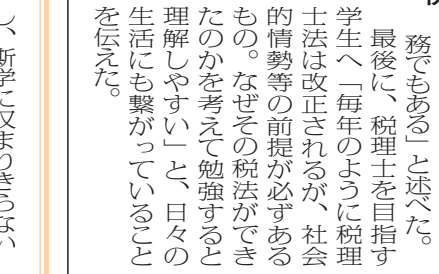 務でもある」と述べた。
最後に、税理士を目指す
学生へ「毎年のように税理
士法は改正されるが、社会
的情勢等の前提が必ずある
もの。なぜその税法ができ
たのかを考えて勉強すると
理解しやすい」と、日々の
生活にも繋がっていること
を伝えた。